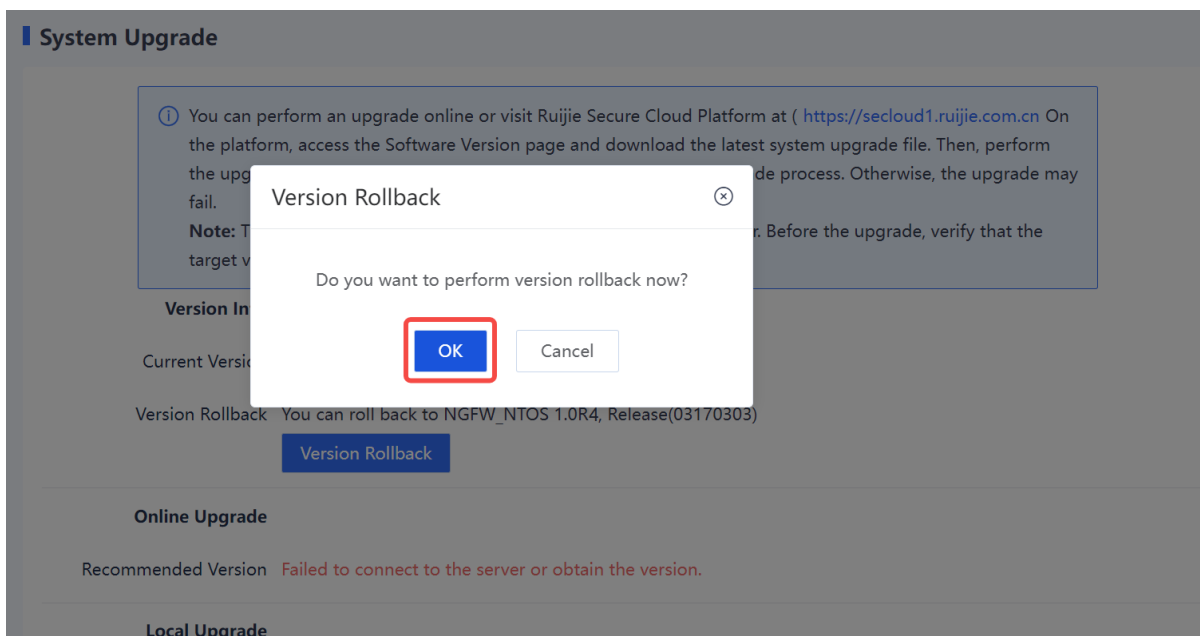 System Upgrade
You can perform an upgrade online or visit Ruijie Secure Cloud Platform at ( https://secloud1.ruijie.com.cn On
the platform, access the Software Version page and download the latest system upgrade file. Then, perform
the upg de process. Otherwise, the upgrade may
fail.
Note: T r. Before the upgrade, verify that the
target v
Version Rollback
Do you want to perform version rollback now?
OK Cancel
Version In
Current Versio
Version Rollback You can roll back to NGFW_NTOS 1.0R4, Release(03170303)
Version Rollback
Online Upgrade
Recommended Version Failed to connect to the server or obtain the version.
Local Upgrade